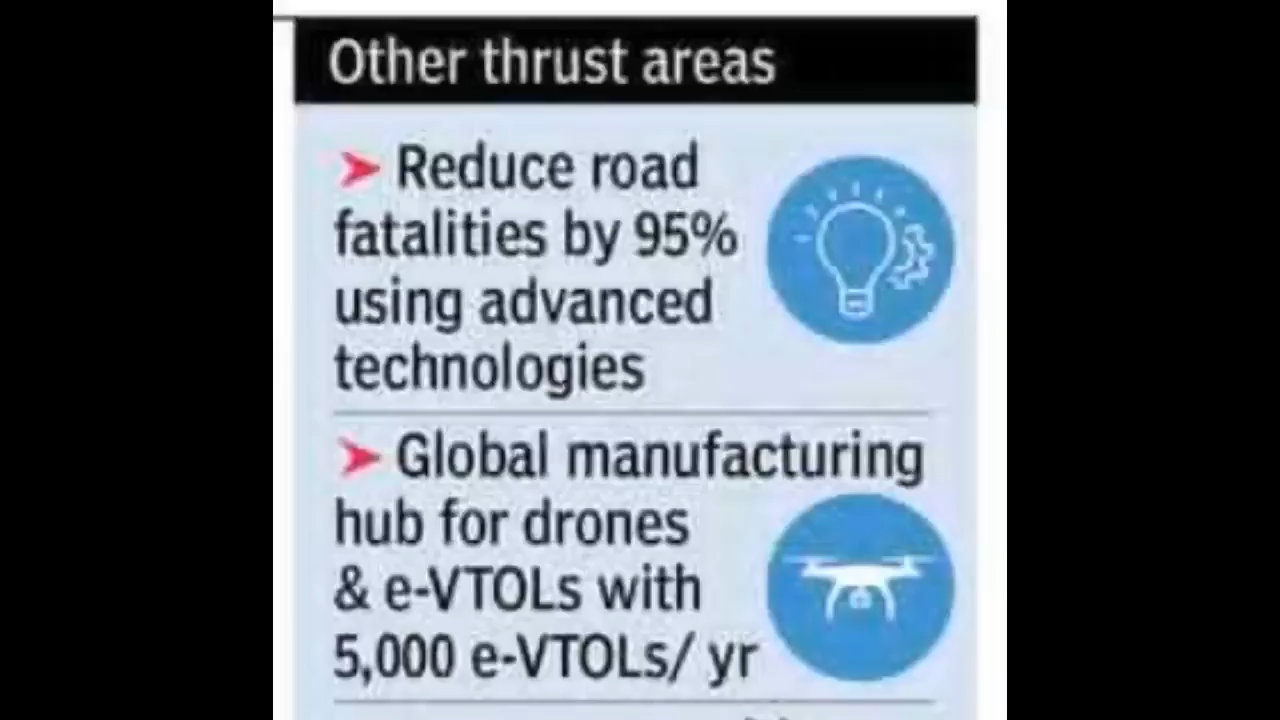 Other thrust areas
➤ Reduce road
fatalities by 95%
using advanced
technologies
➤ Global manufacturing
hub for drones
& e-VTOLs with
5,000 e-VTOLs/ yr